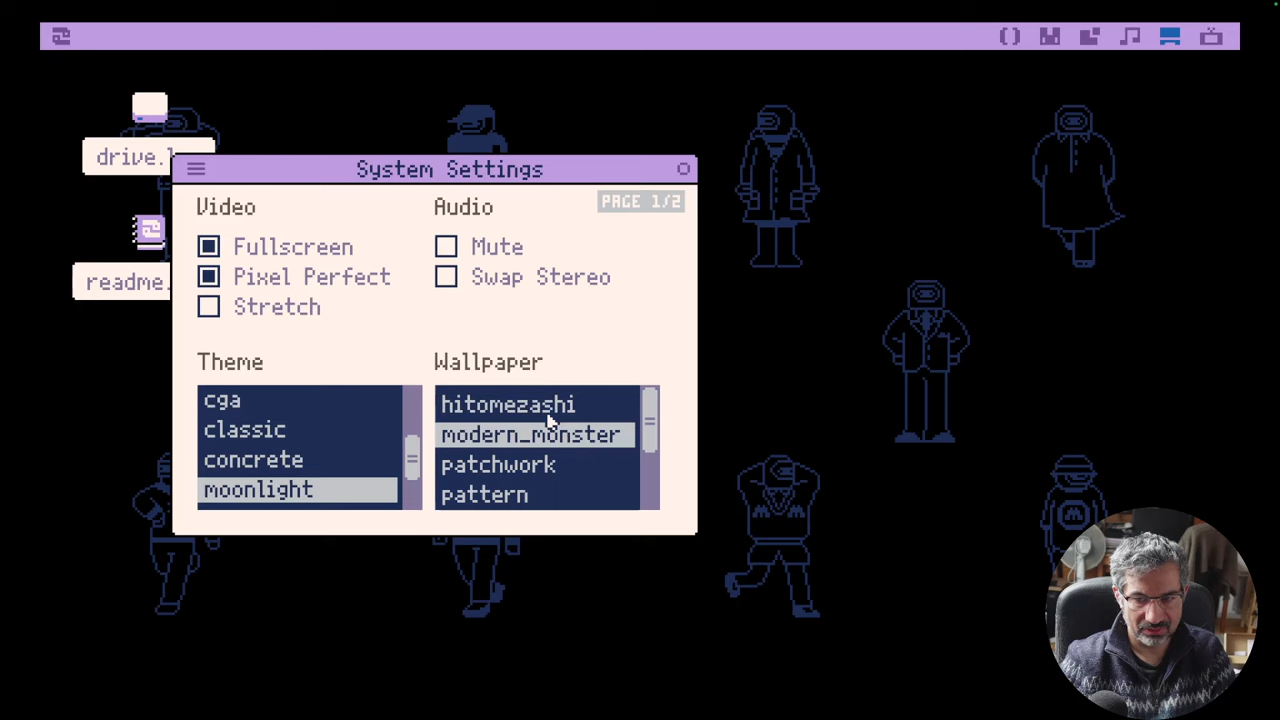 drive.l
System Settings
PAGE 1/2
Video
Audio
Fullscreen
Mute
Pixel Perfect
Swap Stereo
Stretch
readme.
Theme
Wallpaper
cga
classic
concrete
moonlight
hitomezashi
modern_monster
patchwork
pattern